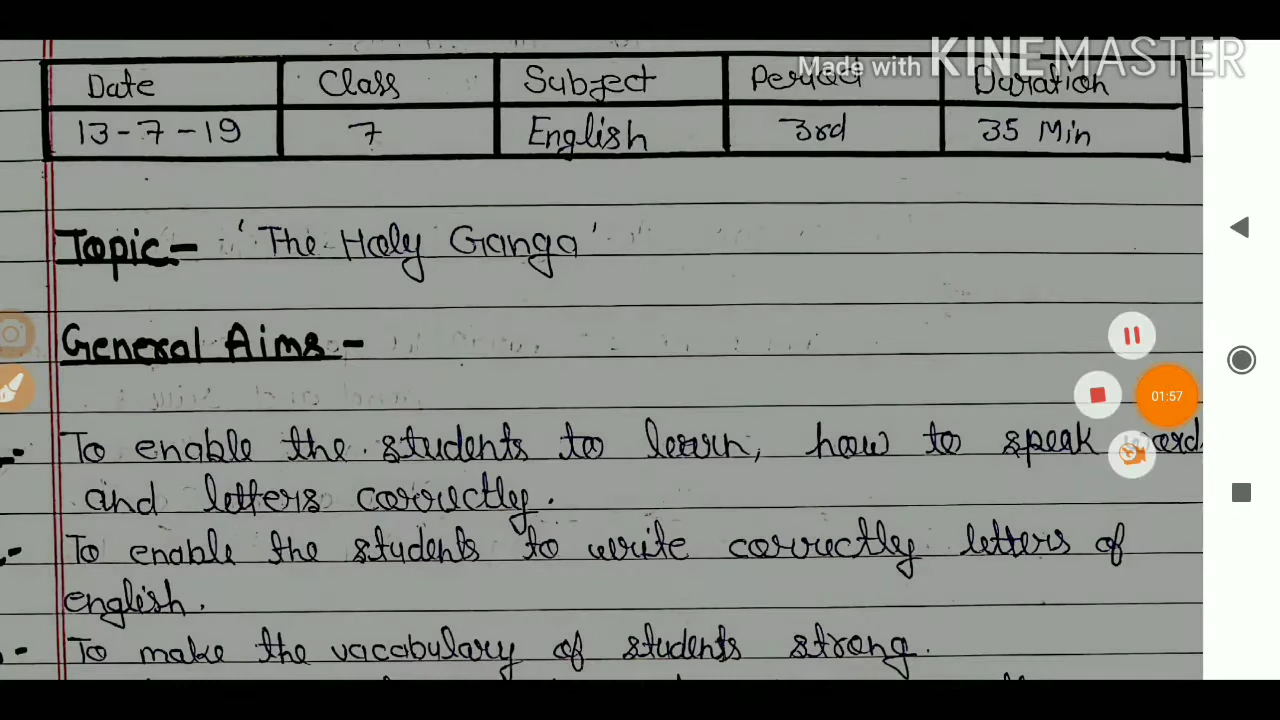 Made with KINEMASTER
Date Class Subject Period Duration
13-7-19 7 English 3rd 35 Min
Topic- 'The Holy Ganga'
General Aims-
To enable the students to learn, how to speak word
and letters correctly.
To enable the students to write correctly letters of
english.
To make the vacabulary of students strong.
01:57